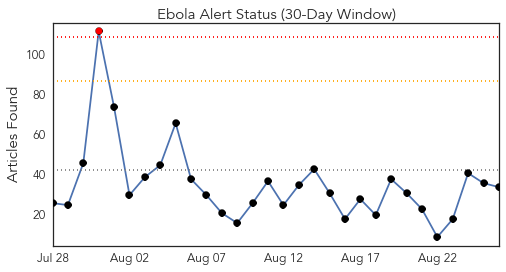 Ebola Alert Status (30-Day Window)
Articles Found
100
80
60
40
20
Jul 28
Aug 02
Aug 07
Aug 12
Aug 17
Aug 22